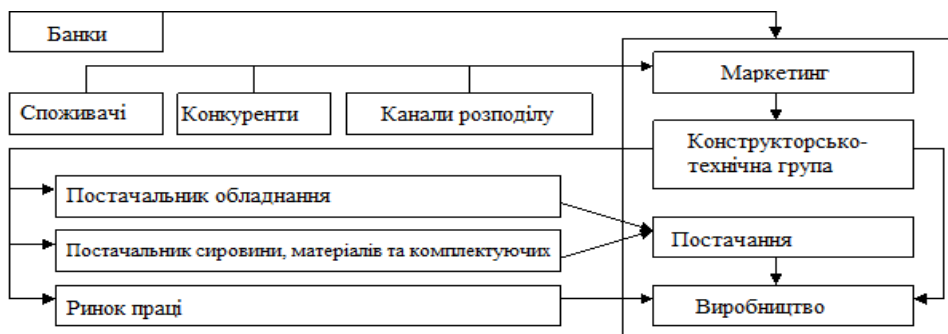 Банки
Маркетинг
Споживачі
Конкуренти
Канали розподілу
Конструкторсько-
технічна група
Постачальник обладнання
Постачання
Постачальник сировини, матеріалів та комплектуючих
Ринок праці
Виробництво